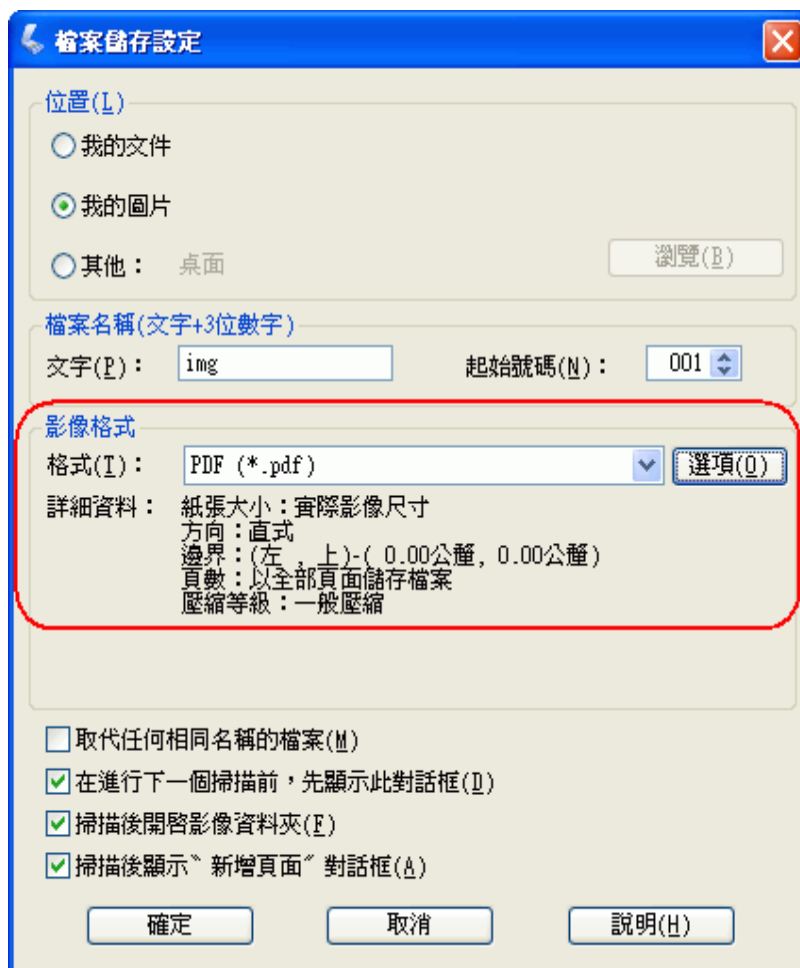 檔案儲存設定
位置(L)
我的文件
我的圖片
其他： 桌面 瀏覽(B)
檔案名稱(文字+3位數字)
文字(P)： img 起始號碼(N)： 001
影像格式
格式(T)： PDF (*.pdf) 選項(O)
詳細資料： 紙張大小：實際影像尺寸
方向：直式
邊界：(左 , 上)-( 0.00公釐, 0.00公釐)
頁數：以全部頁面儲存檔案
壓縮等級：一般壓縮
取代任何相同名稱的檔案(M)
在進行下一個掃描前，先顯示此對話框(D)
掃描後開啓影像資料夾(F)
掃描後顯示〝新增頁面〞對話框(A)
確定 取消 說明(H)